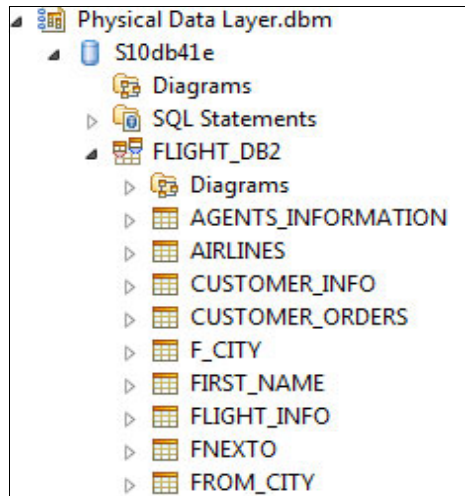 Physical Data Layer.dbm
S10db41e
Diagrams
SQL Statements
FLIGHT_DB2
Diagrams
AGENTS_INFORMATION
AIRLINES
CUSTOMER_INFO
CUSTOMER_ORDERS
F_CITY
FIRST_NAME
FLIGHT_INFO
FNEXTO
FROM_CITY